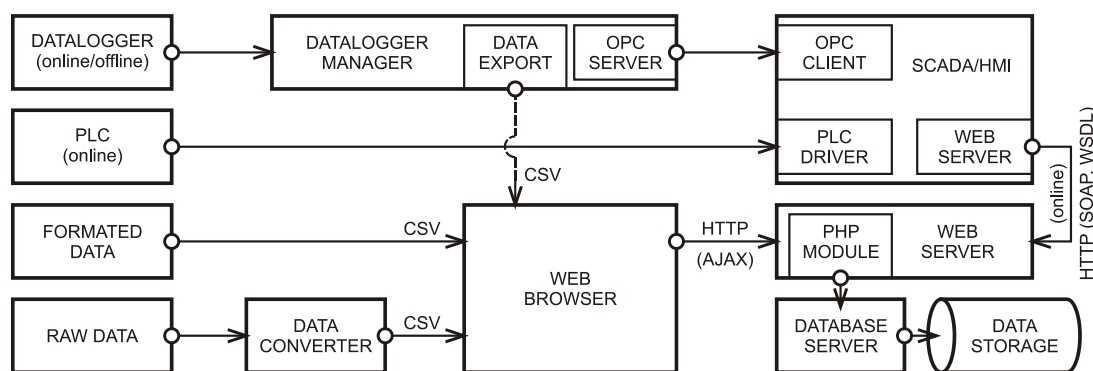 DATALOGGER
(online/offline)
DATALOGGER
MANAGER
DATA
EXPORT
OPC
SERVER
OPC
CLIENT
SCADA/HMI
PLC
(online)
PLC
DRIVER
WEB
SERVER
CSV
(online)
HTTP (SOAP, WSDL)
FORMATED
DATA
CSV
WEB
BROWSER
HTTP
(AJAX)
PHP
MODULE
WEB
SERVER
RAW DATA
DATA
CONVERTER
CSV
DATABASE
SERVER
DATA
STORAGE